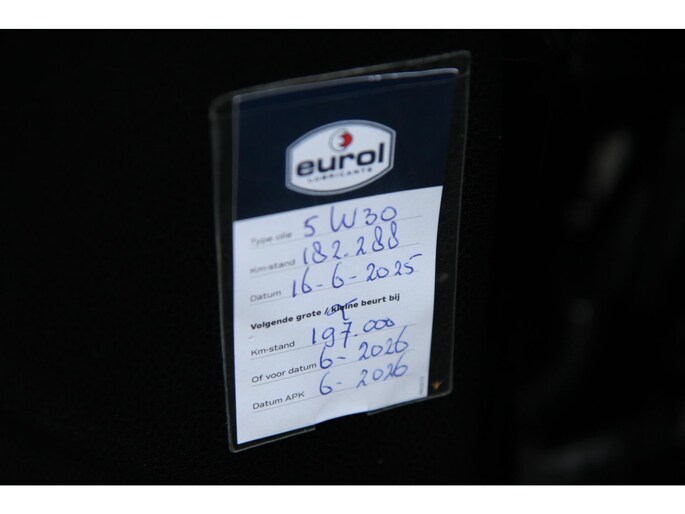 eurol
LUBRICANTS
Type olie 5W30
Km-stand 182.288
Datum 16-6-2025
Volgende grote / kleine beurt bij
Km-stand 197.000
Of voor datum 6-2026
Datum APK 6-2026